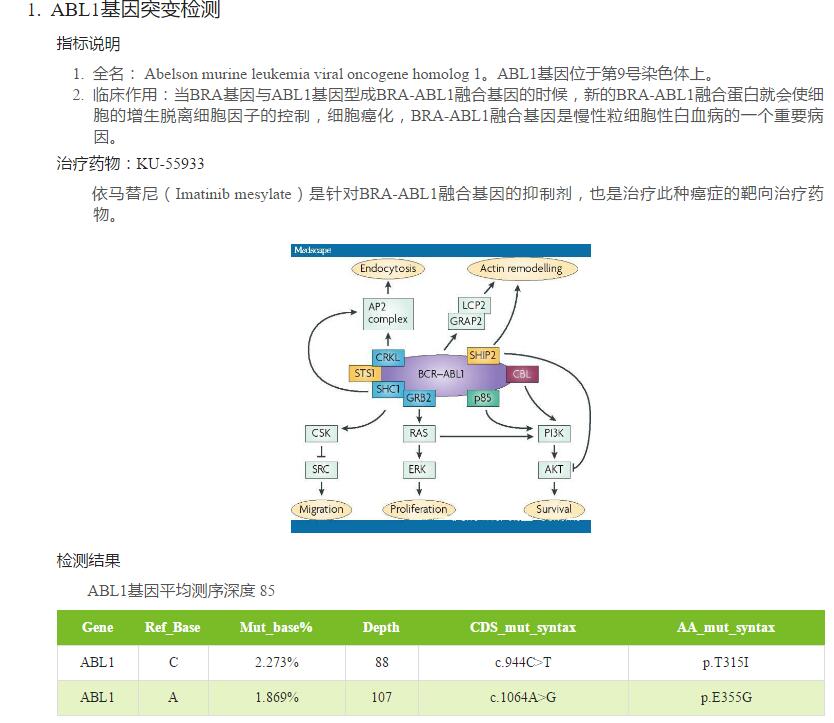 1. ABL1基因突变检测
指标说明
1. 全名： Abelson murine leukemia viral oncogene homolog 1。ABL1基因位于第9号染色体上。
2. 临床作用：当BRA基因与ABL1基因型成BRA-ABL1融合基因的时候，新的BRA-ABL1融合蛋白就会使细
胞的增生脱离细胞因子的控制，细胞癌化，BRA-ABL1融合基因是慢性粒细胞性白血病的一个重要病
因。
治疗药物：KU-55933
依马替尼（Imatinib mesylate）是针对BRA-ABL1融合基因的抑制剂，也是治疗此种癌症的靶向治疗药
物。
Medscape
Endocytosis Actin remodelling
AP2 LCP2
complex GRAP2
CRKL SHIP2
STS1 BCR–ABL1 CBL
SHC1 GRB2 p85
CSK RAS PI3K
SRC ERK AKT
Migration Proliferation Survival
检测结果
ABL1基因平均测序深度 85
Gene Ref_Base Mut_base% Depth CDS_mut_syntax AA_mut_syntax
ABL1 C 2.273% 88 c.944C>T p.T315I
ABL1 A 1.869% 107 c.1064A>G p.E355G